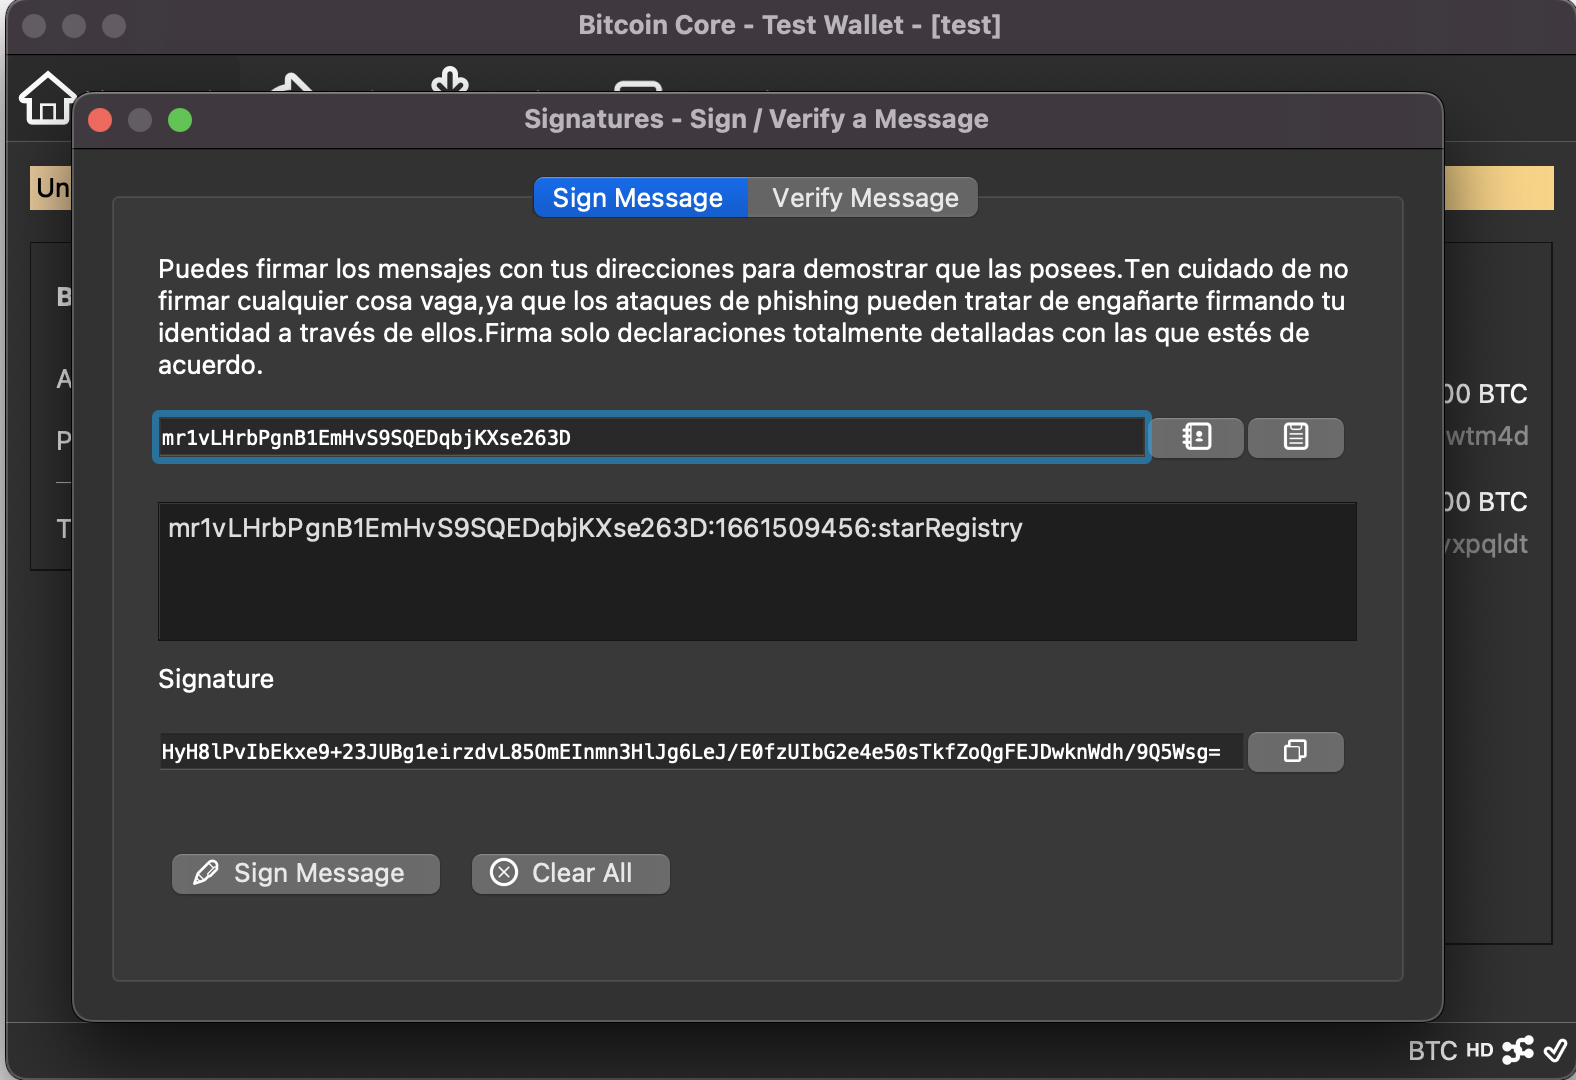 Bitcoin Core - Test Wallet - [test]
Signatures - Sign / Verify a Message
Un
Sign Message
Verify Message
Puedes firmar los mensajes con tus direcciones para demostrar que las posees.Ten cuidado de no
firmar cualquier cosa vaga,ya que los ataques de phishing pueden tratar de engañarte firmando tu
identidad a través de ellos.Firma solo declaraciones totalmente detalladas con las que estés de
acuerdo.
B
A
00 BTC
mr1vLHrbPgnB1EmHvS9SQEDqbjKXse263D
wtm4d
P
00 BTC
mr1vLHrbPgnB1EmHvS9SQEDqbjKXse263D:1661509456:starRegistry
T
yxpqldt
Signature
HyH8lPvIbEkxe9+23JUBg1eirzdvL85OmEInmn3HlJg6LeJ/E0fzUIbG2e4e50sTkfZoQgFEJDwknWdh/9Q5Wsg=
Sign Message
Clear All
BTC HD